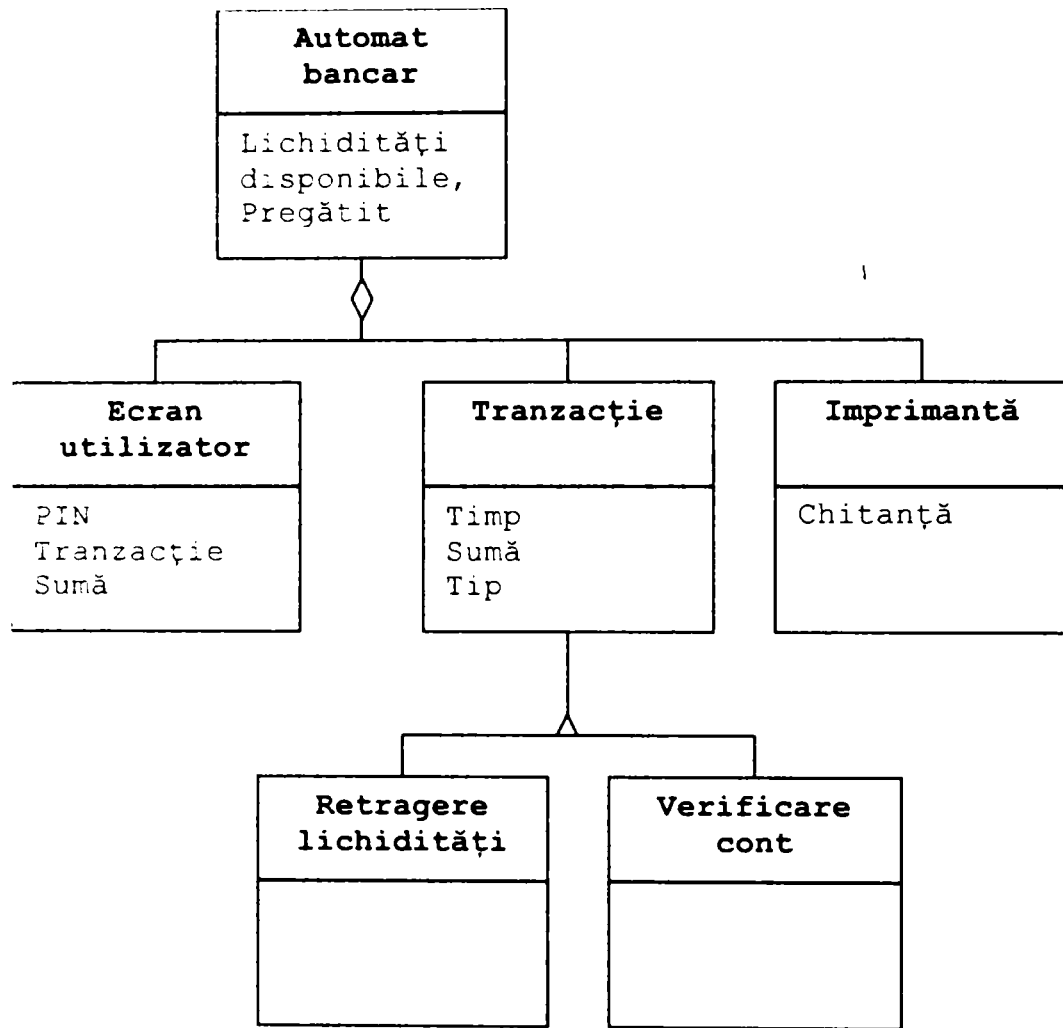 Automat
bancar
Lichidități
disponibile,
Pregătit
Ecran
utilizator
PIN
Tranzacție
Sumă
Tranzacție
Timp
Sumă
Tip
Imprimantă
Chitanță
Retragere
lichidități
Verificare
cont